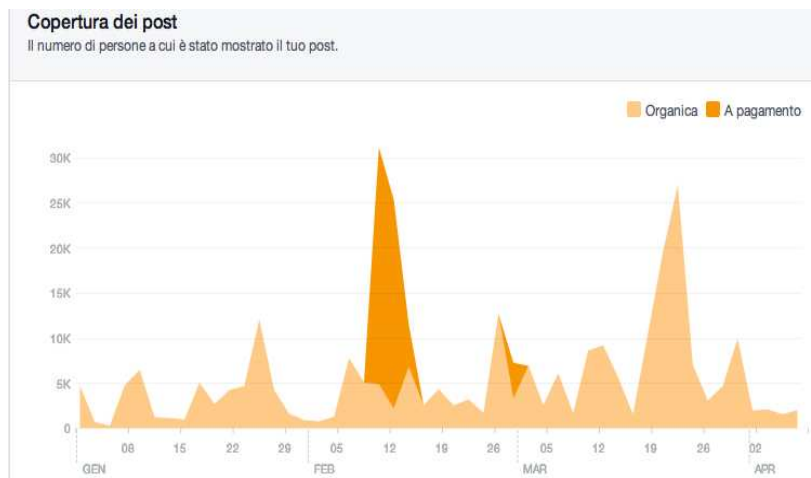 Copertura dei post
Il numero di persone a cui è stato mostrato il tuo post.
Organica A pagamento
30K
25K
20K
15K
10K
5K
0
08 15 22 29 05 12 19 26 05 12 19 26 02
GEN FEB MAR APR